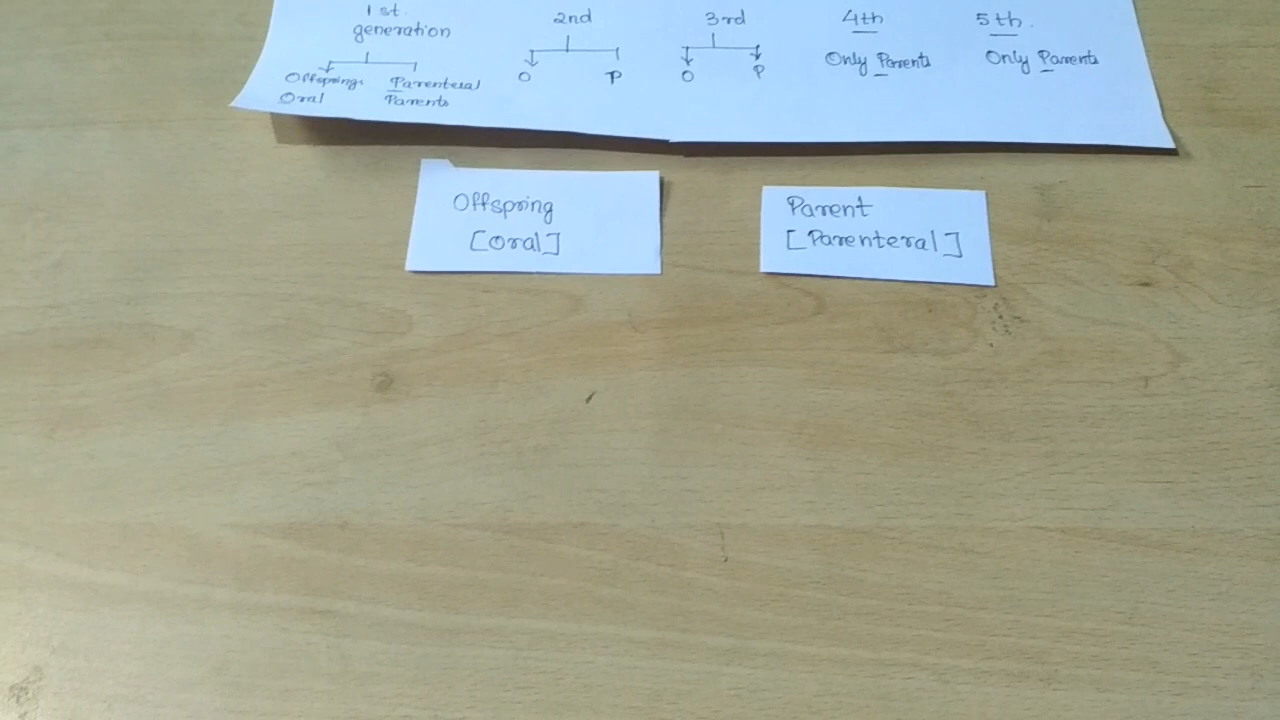 1st.
generation
Offspring
Oral
Parenteral
Parents
2nd
O
P
3rd
O
P
4th
Only Parents
5th.
Only Parents
Offspring
[Oral]
Parent
[Parenteral]